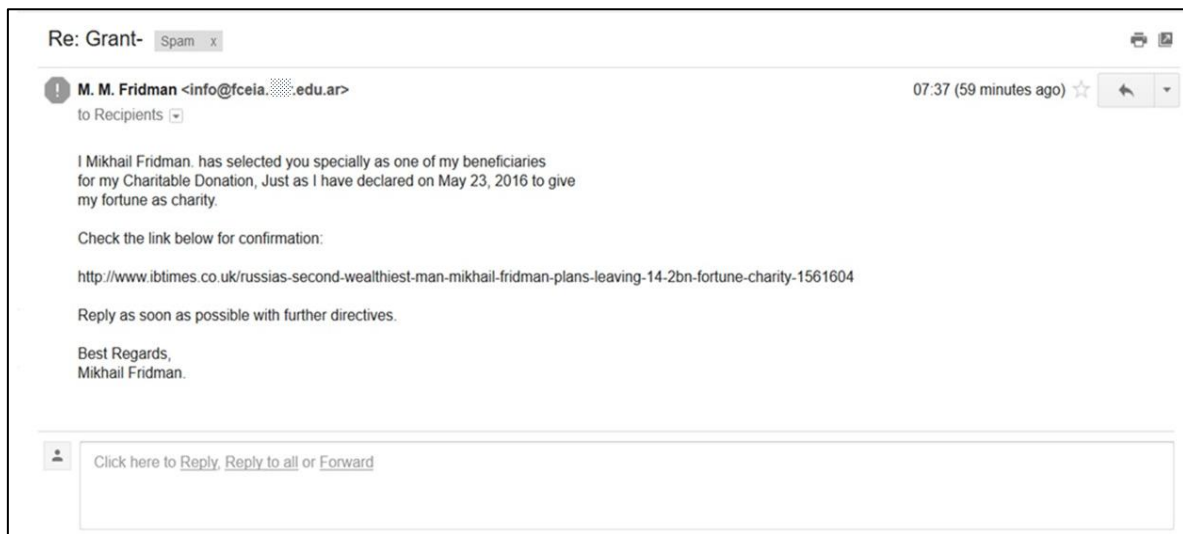 Re: Grant- Spam x
M. M. Fridman <info@fceia. .edu.ar> 07:37 (59 minutes ago)
to Recipients
I Mikhail Fridman. has selected you specially as one of my beneficiaries
for my Charitable Donation, Just as I have declared on May 23, 2016 to give
my fortune as charity.
Check the link below for confirmation:
http://www.ibtimes.co.uk/russias-second-wealthiest-man-mikhail-fridman-plans-leaving-14-2bn-fortune-charity-1561604
Reply as soon as possible with further directives.
Best Regards,
Mikhail Fridman.
Click here to Reply, Reply to all or Forward